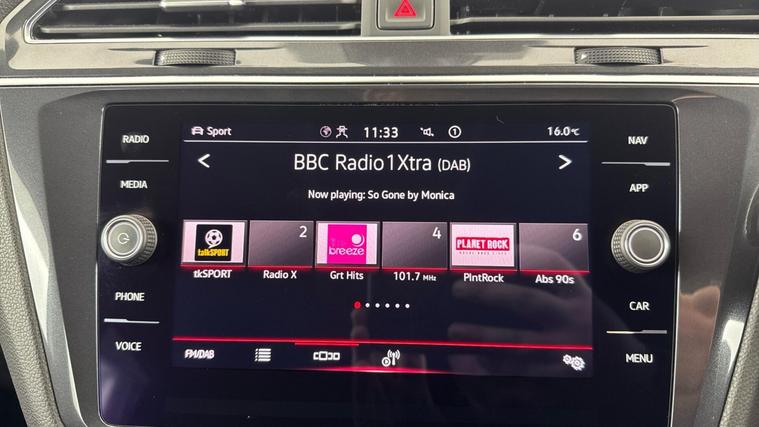 RADIO
MEDIA
PHONE
VOICE
Sport
11:33
1
16.0°C
< BBC Radio 1Xtra (DAB) >
Now playing: So Gone by Monica
talkSPORT
2
breeze
4
PLANET ROCK
6
tkSPORT
Radio X
Grt Hits
101.7 MHz
PlntRock
Abs 90s
FM/DAB
NAV
APP
CAR
MENU